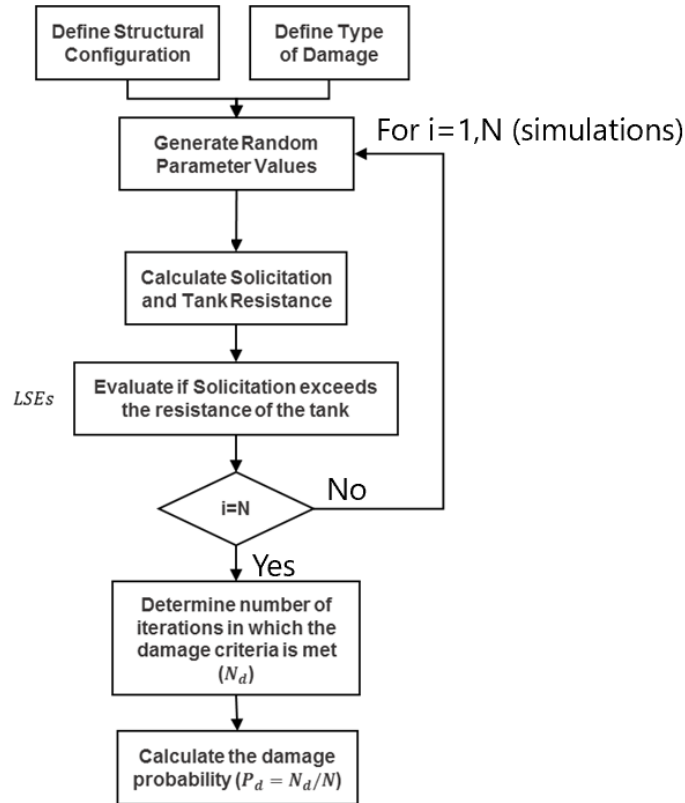 Define Structural
Configuration
Define Type
of Damage
For i=1,N (simulations)
Generate Random
Parameter Values
Calculate Solicitation
and Tank Resistance
LSEs
Evaluate if Solicitation exceeds
the resistance of the tank
i=N
No
Yes
Determine number of
iterations in which the
damage criteria is met
(N_d)
Calculate the damage
probability (P_d = N_d/N)